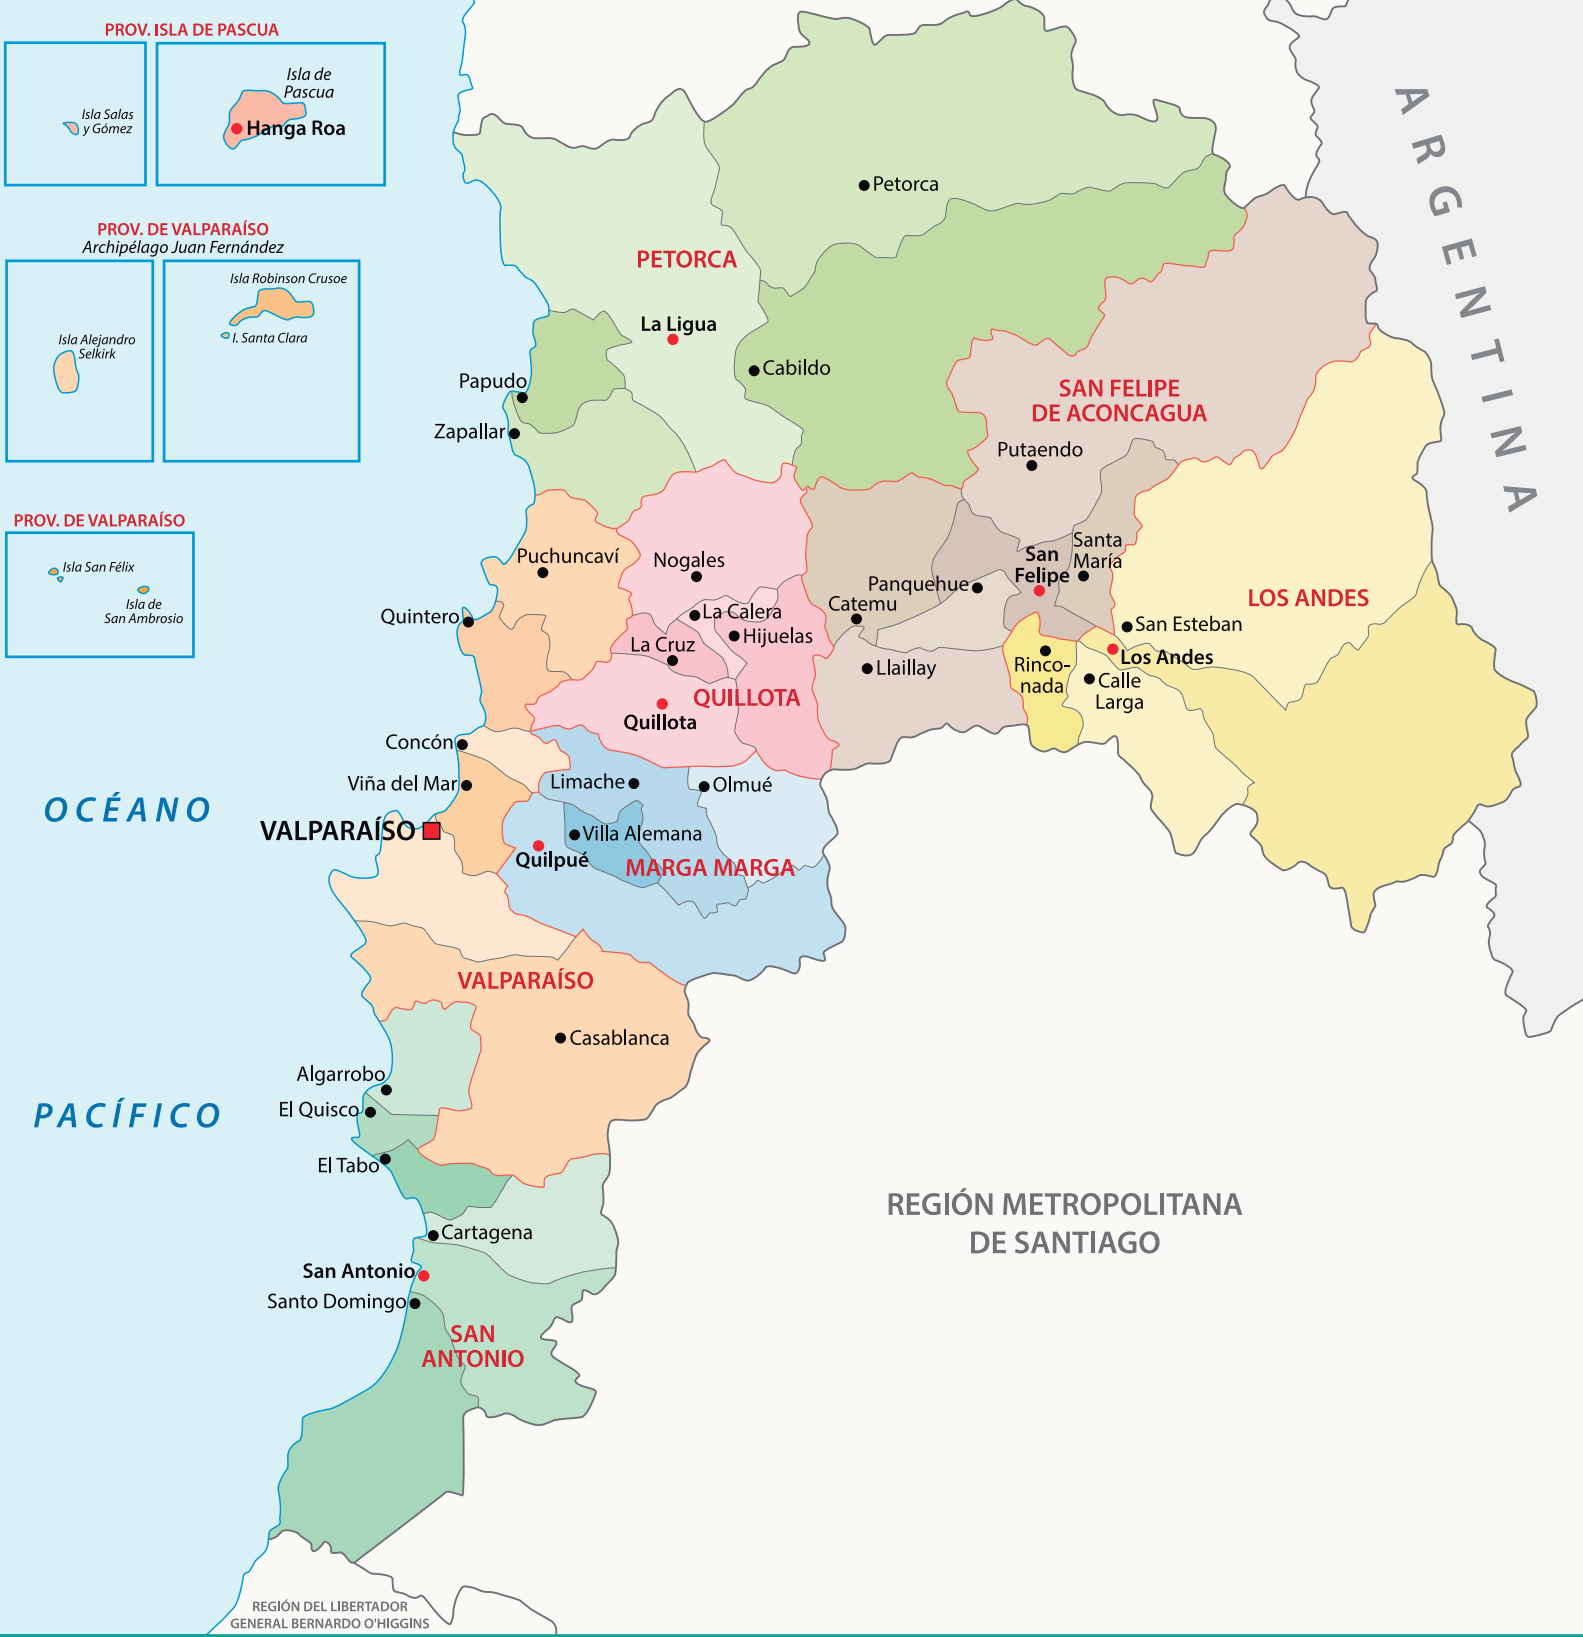 PROV. ISLA DE PASCUA
Isla Salas
y Gómez
Isla de
Pascua
Hanga Roa
PROV. DE VALPARAÍSO
Archipélago Juan Fernández
Isla Alejandro
Selkirk
Isla Robinson Crusoe
I. Santa Clara
PROV. DE VALPARAÍSO
Isla San Félix
Isla de
San Ambrosio
ARGENTINA
Petorca
PETORCA
La Ligua
Cabildo
Papudo
Zapallar
SAN FELIPE
DE ACONCAGUA
Putaendo
Puchuncaví
Nogales
San
Felipe
Santa
María
Panquehue
Catemu
LOS ANDES
Quintero
La Calera
Hijuelas
La Cruz
San Esteban
Los Andes
Llaillay
Rinco-
nada
Calle
Larga
QUILLOTA
Quillota
Concón
Viña del Mar
Limache
Olmué
OCÉANO
VALPARAÍSO
Villa Alemana
Quilpué
MARGA MARGA
VALPARAÍSO
Casablanca
Algarrobo
El Quisco
PACÍFICO
El Tabo
Cartagena
REGIÓN METROPOLITANA
DE SANTIAGO
San Antonio
Santo Domingo
SAN
ANTONIO
REGIÓN DEL LIBERTADOR
GENERAL BERNARDO O'HIGGINS